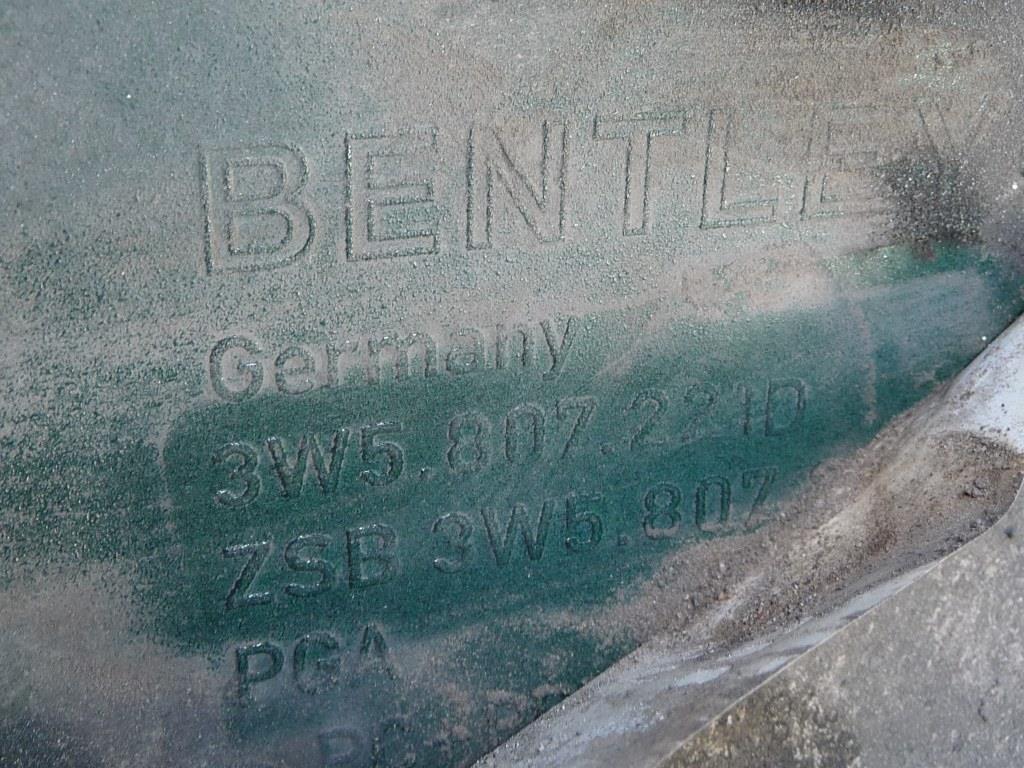 BENTLEY
Germany
3W5.807.221D
ZSB 3W5.807
PGA